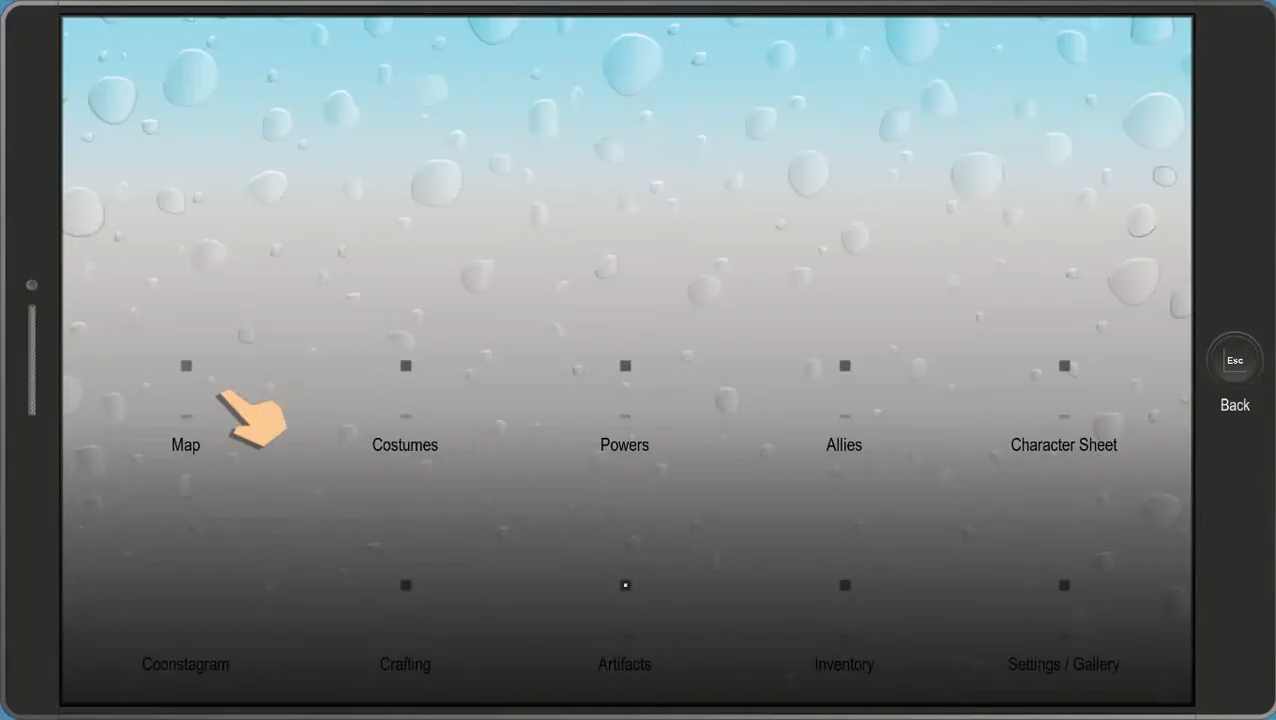 Esc
Back
Map
Costumes
Powers
Allies
Character Sheet
Coonstagram
Crafting
Artifacts
Inventory
Settings / Gallery